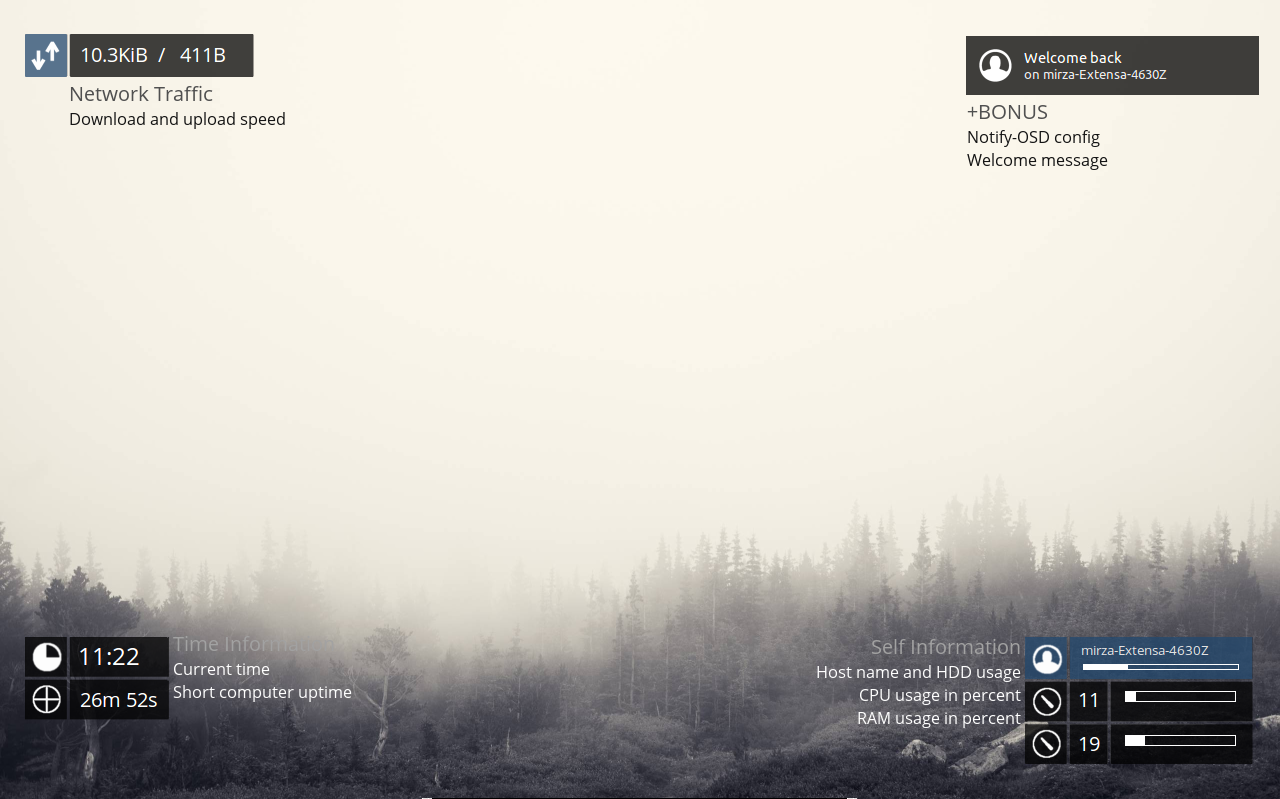 10.3KiB / 411B
Network Traffic
Download and upload speed
Welcome back
on mirza-Extensa-4630Z
+BONUS
Notify-OSD config
Welcome message
11:22
26m 52s
Time Information
Current time
Short computer uptime
Self Information
Host name and HDD usage
CPU usage in percent
RAM usage in percent
mirza-Extensa-4630Z
11
19